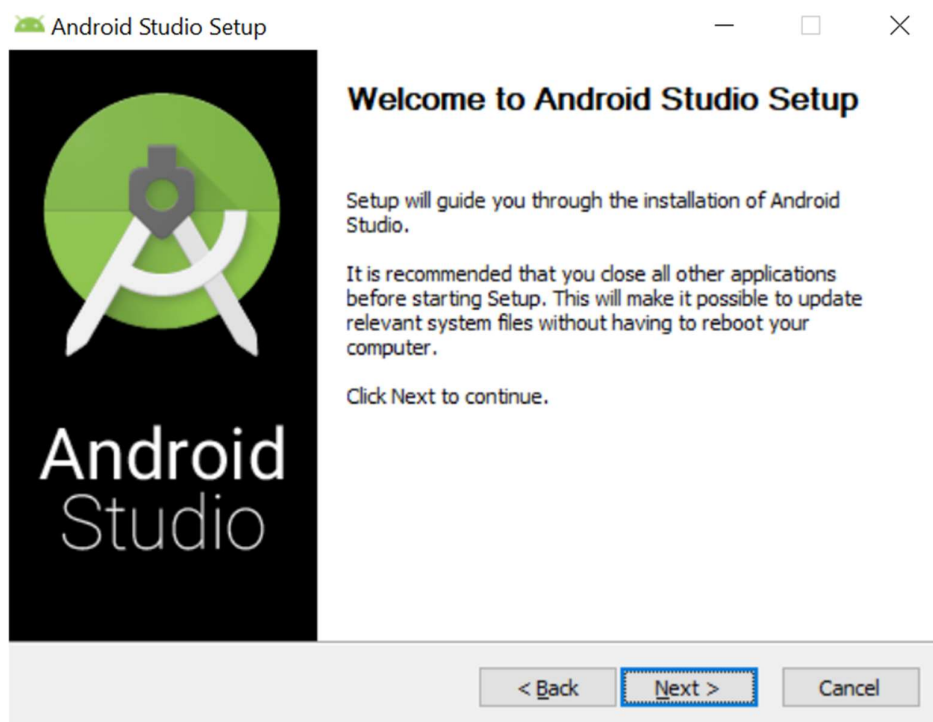 Android Studio Setup
Welcome to Android Studio Setup
Setup will guide you through the installation of Android
Studio.
It is recommended that you close all other applications
before starting Setup. This will make it possible to update
relevant system files without having to reboot your
computer.
Click Next to continue.
Android
Studio
< Back
Next >
Cancel